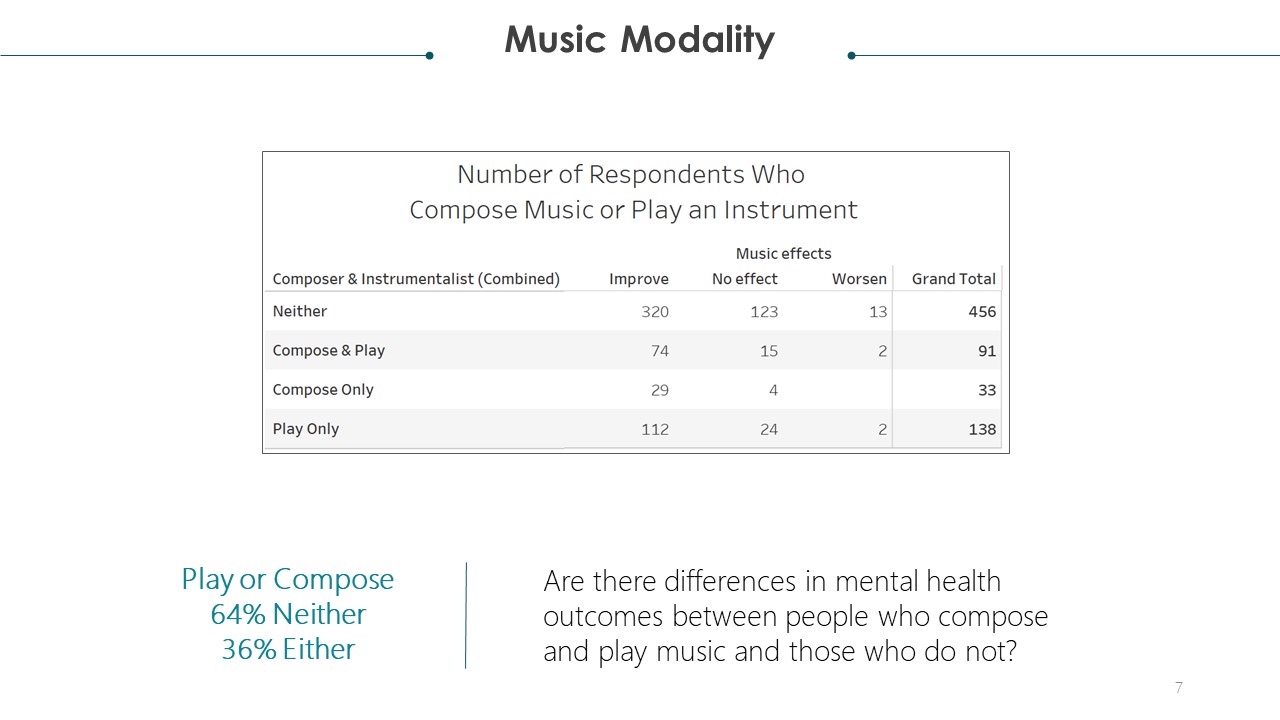 Music Modality
Number of Respondents Who
Compose Music or Play an Instrument
Music effects
Composer & Instrumentalist (Combined) Improve No effect Worsen Grand Total
Neither 320 123 13 456
Compose & Play 74 15 2 91
Compose Only 29 4 33
Play Only 112 24 2 138
Play or Compose
64% Neither
36% Either
Are there differences in mental health
outcomes between people who compose
and play music and those who do not?
7